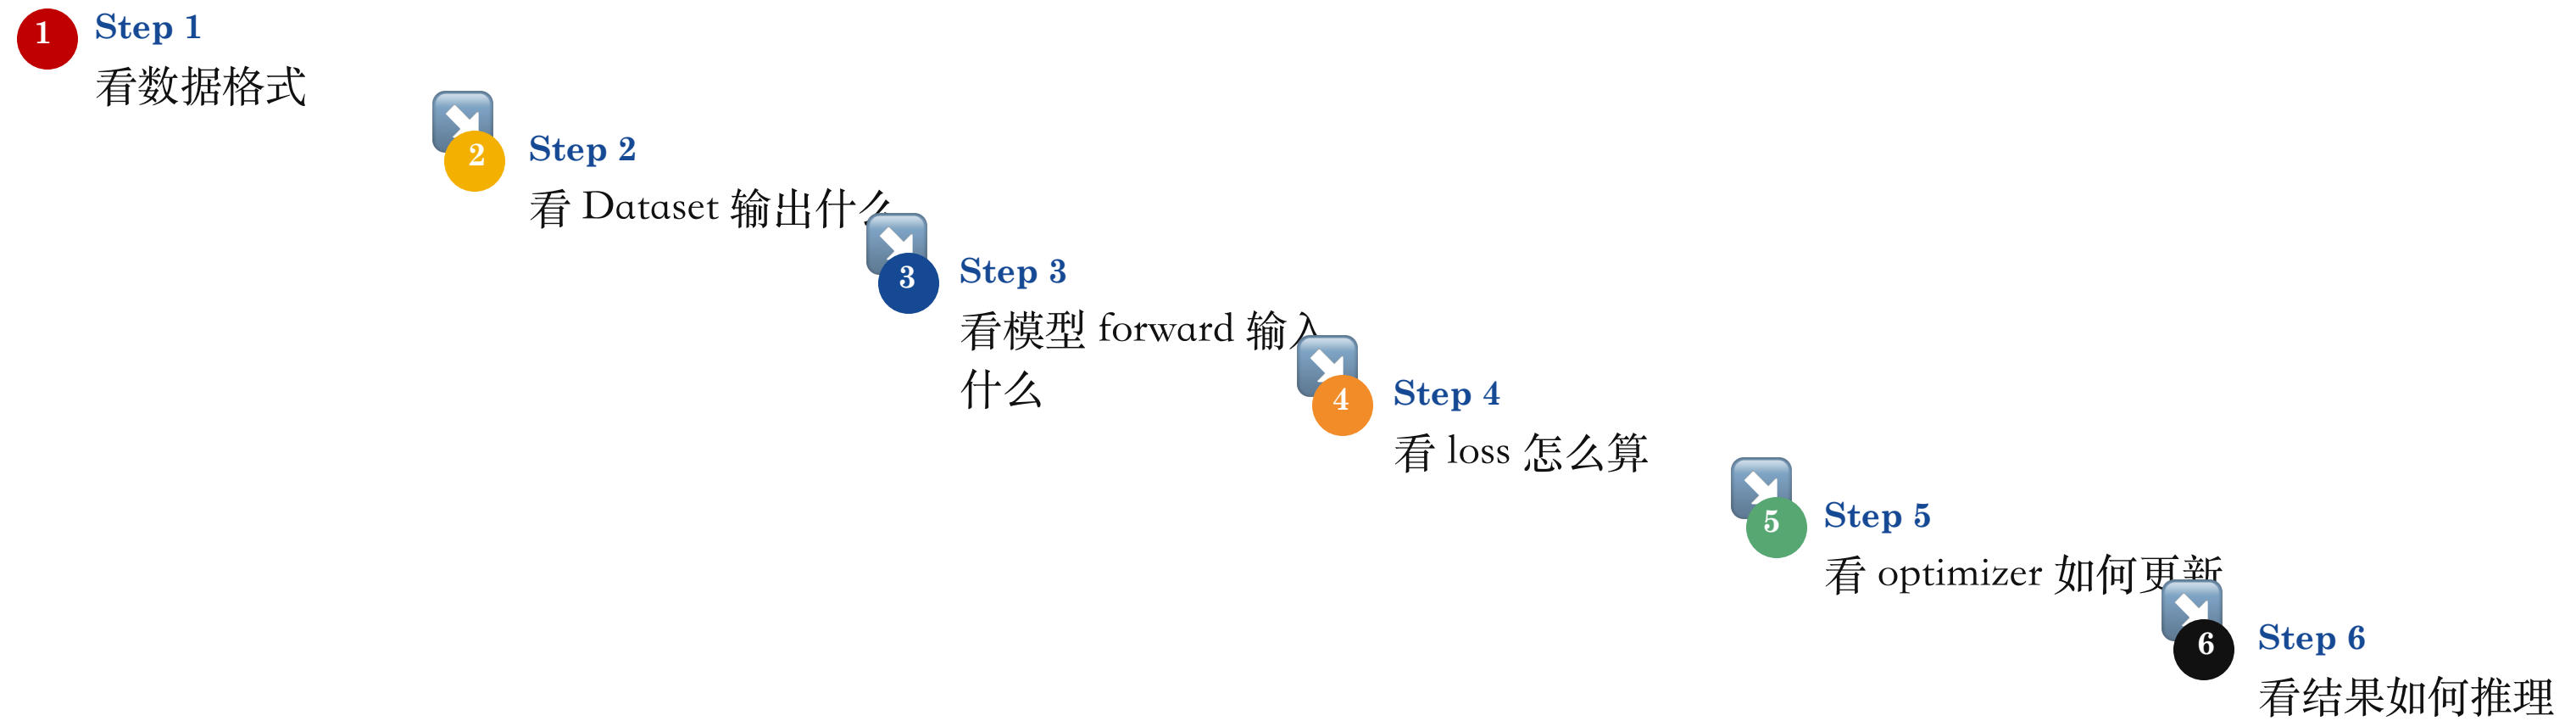 1
Step 1
看数据格式
2
Step 2
看 Dataset 输出什么
3
Step 3
看模型 forward 输入
什么
4
Step 4
看 loss 怎么算
5
Step 5
看 optimizer 如何更新
6
Step 6
看结果如何推理